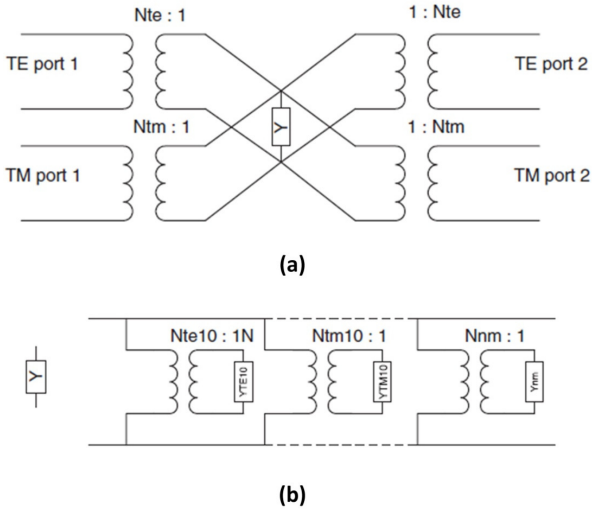 Nte : 1
1 : Nte
TE port 1
TE port 2
Y
Ntm : 1
1 : Ntm
TM port 1
TM port 2
(a)
Nte10 : 1N
Ntm10 : 1
Nnm : 1
Y
YTE10
YTM10
Ynm
(b)